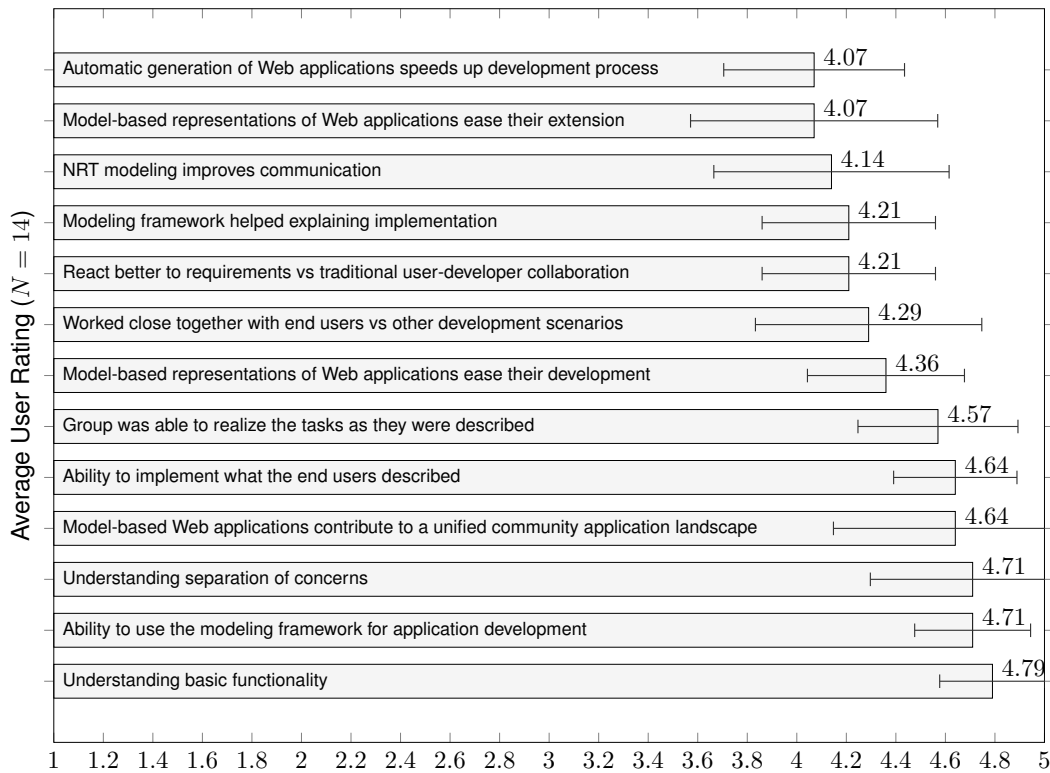 Average User Rating (N = 14)
Automatic generation of Web applications speeds up development process 4.07
Model-based representations of Web applications ease their extension 4.07
NRT modeling improves communication 4.14
Modeling framework helped explaining implementation 4.21
React better to requirements vs traditional user-developer collaboration 4.21
Worked close together with end users vs other development scenarios 4.29
Model-based representations of Web applications ease their development 4.36
Group was able to realize the tasks as they were described 4.57
Ability to implement what the end users described 4.64
Model-based Web applications contribute to a unified community application landscape 4.64
Understanding separation of concerns 4.71
Ability to use the modeling framework for application development 4.71
Understanding basic functionality 4.79
1 1.2 1.4 1.6 1.8 2 2.2 2.4 2.6 2.8 3 3.2 3.4 3.6 3.8 4 4.2 4.4 4.6 4.8 5